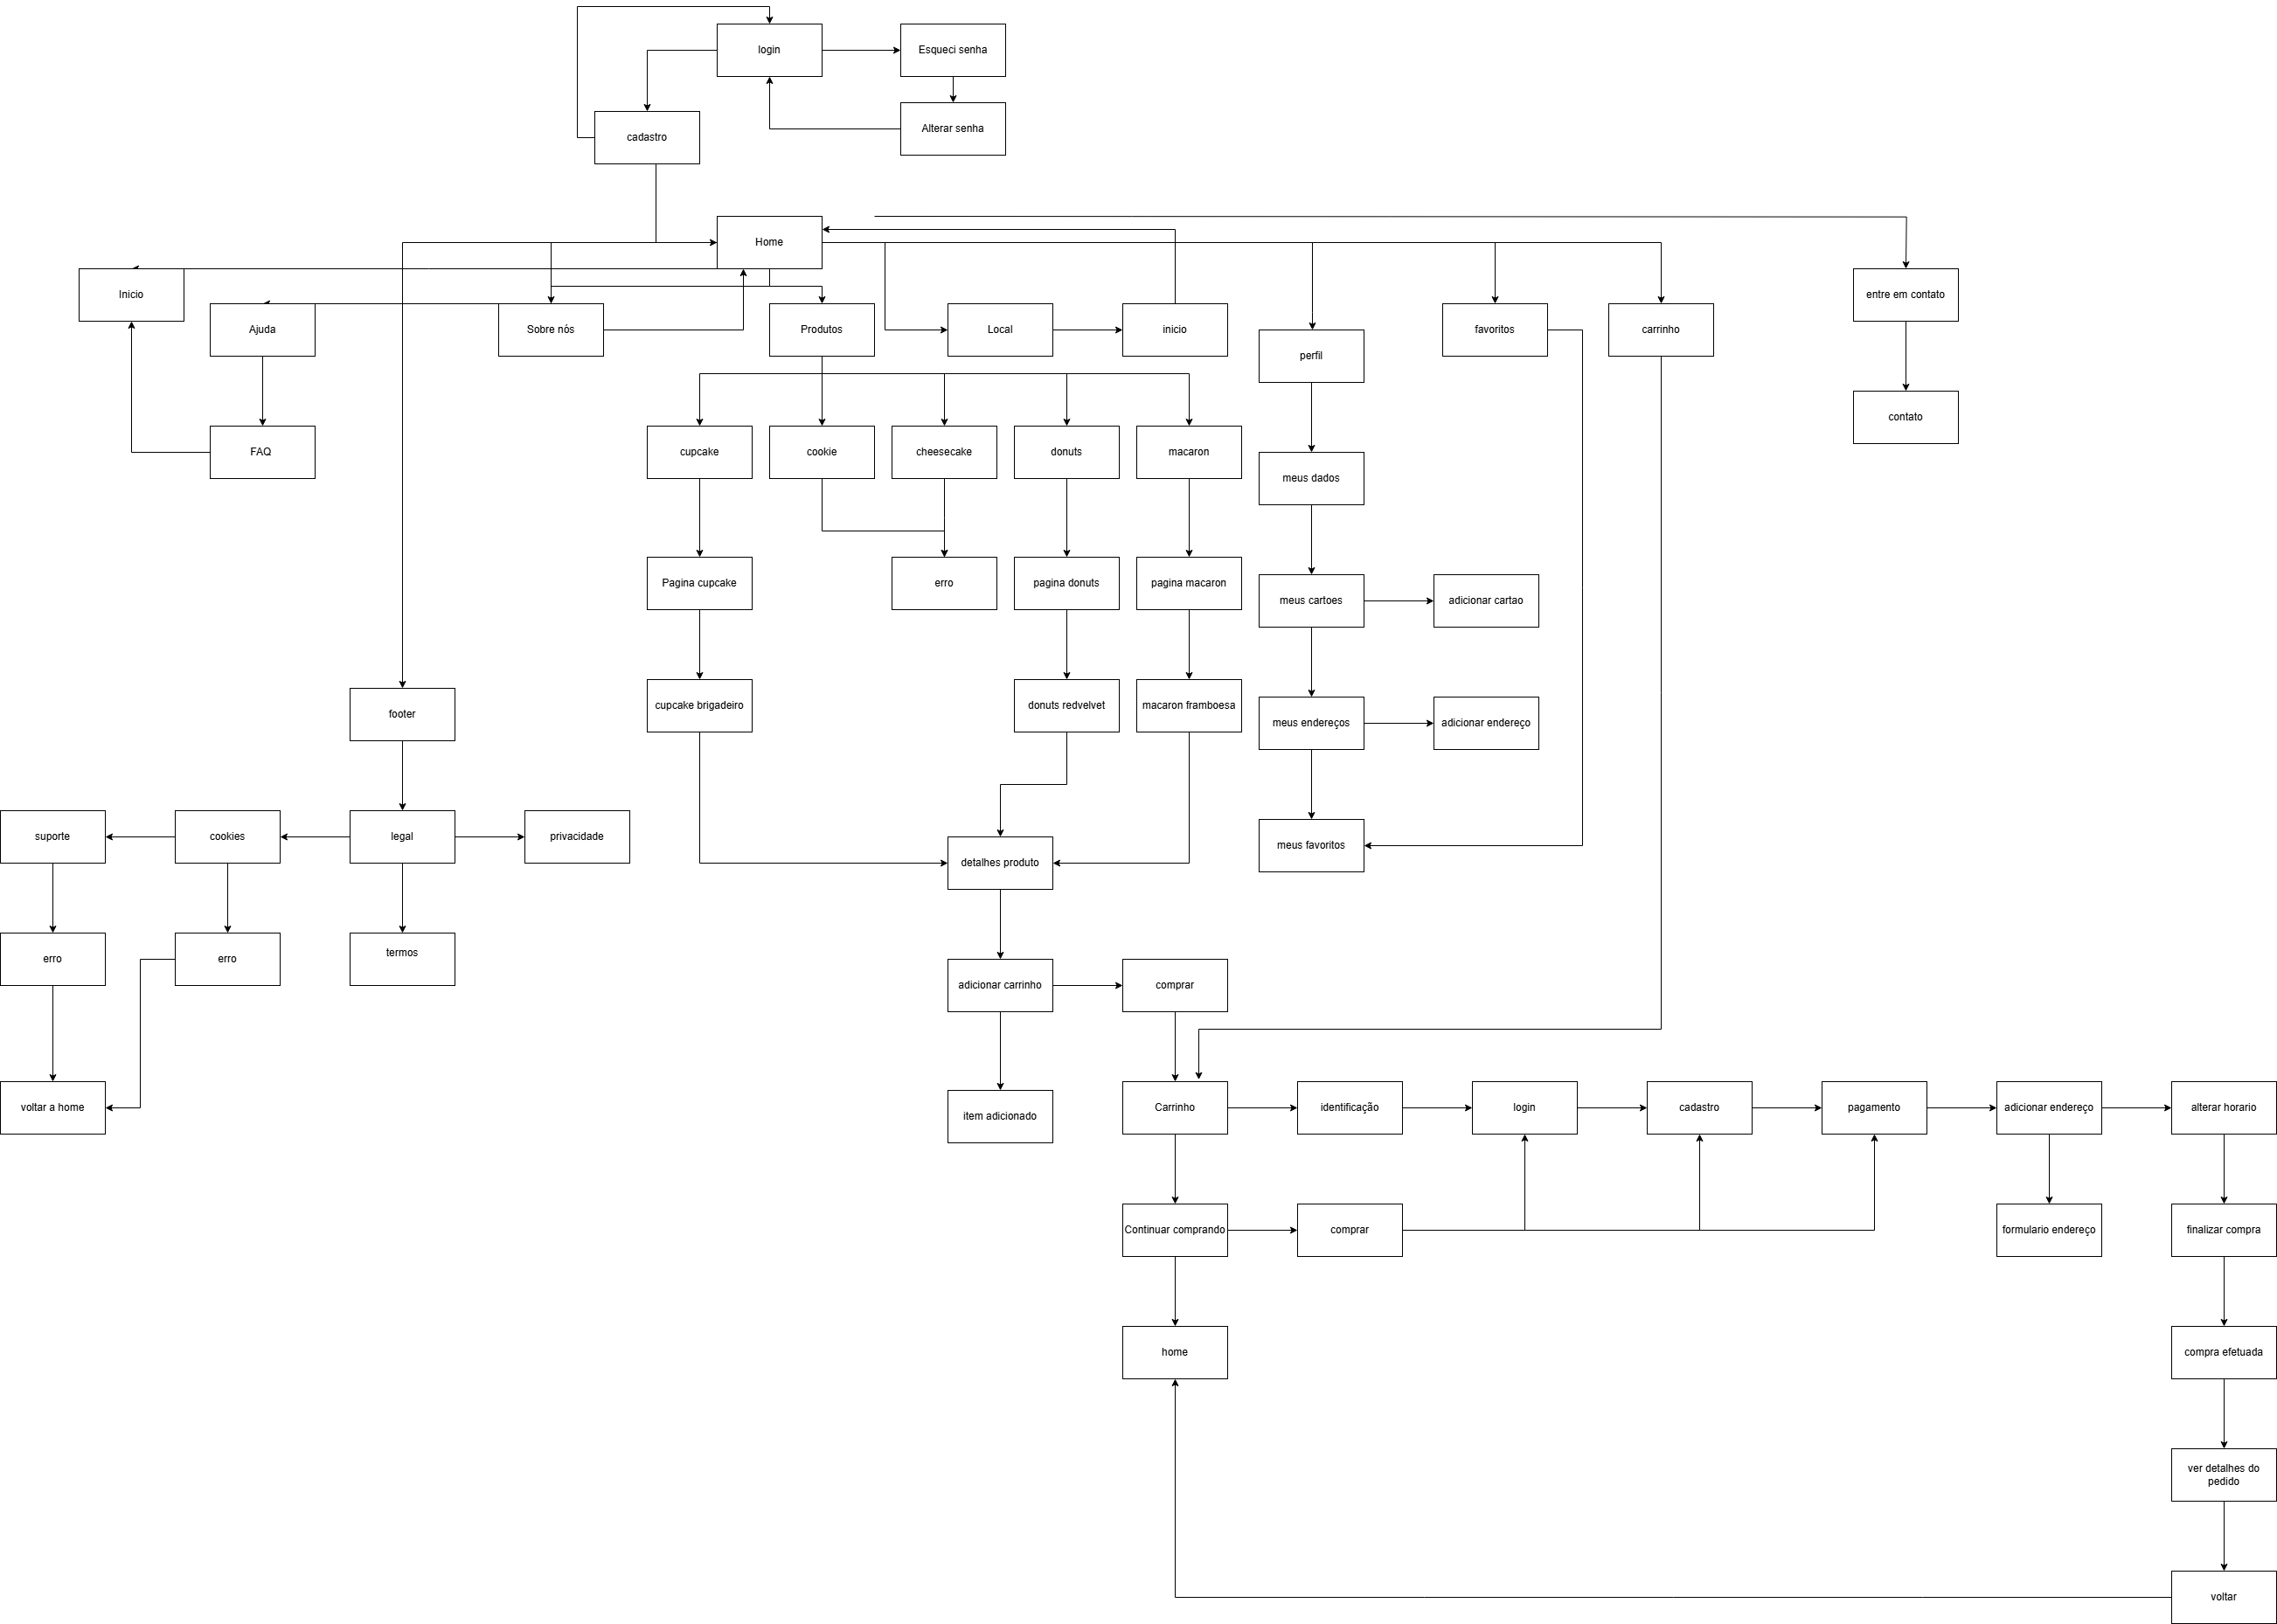 login
Esqueci senha
Alterar senha
cadastro
Home
Inicio
entre em contato
Ajuda
Sobre nós
Produtos
Local
inicio
perfil
favoritos
carrinho
contato
FAQ
cupcake
cookie
cheesecake
donuts
macaron
meus dados
Pagina cupcake
erro
pagina donuts
pagina macaron
meus cartoes
adicionar cartao
footer
cupcake brigadeiro
donuts redvelvet
macaron framboesa
meus endereços
adicionar endereço
suporte
cookies
legal
privacidade
detalhes produto
meus favoritos
erro
erro
termos
adicionar carrinho
comprar
voltar a home
item adicionado
Carrinho
identificação
login
cadastro
pagamento
adicionar endereço
alterar horario
Continuar comprando
comprar
formulario endereço
finalizar compra
home
compra efetuada
ver detalhes do
pedido
voltar